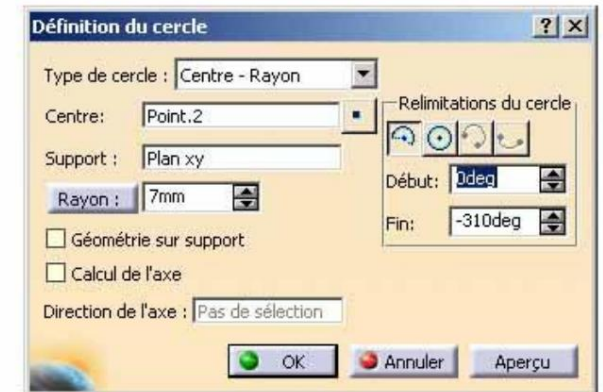 Définition du cercle
Type de cercle : Centre - Rayon
Centre: Point.2
Support : Plan xy
Rayon : 7mm
Géométrie sur support
Calcul de l'axe
Direction de l'axe : Pas de sélection
Relimitations du cercle
Début: 0deg
Fin: -310deg
OK Annuler Aperçu